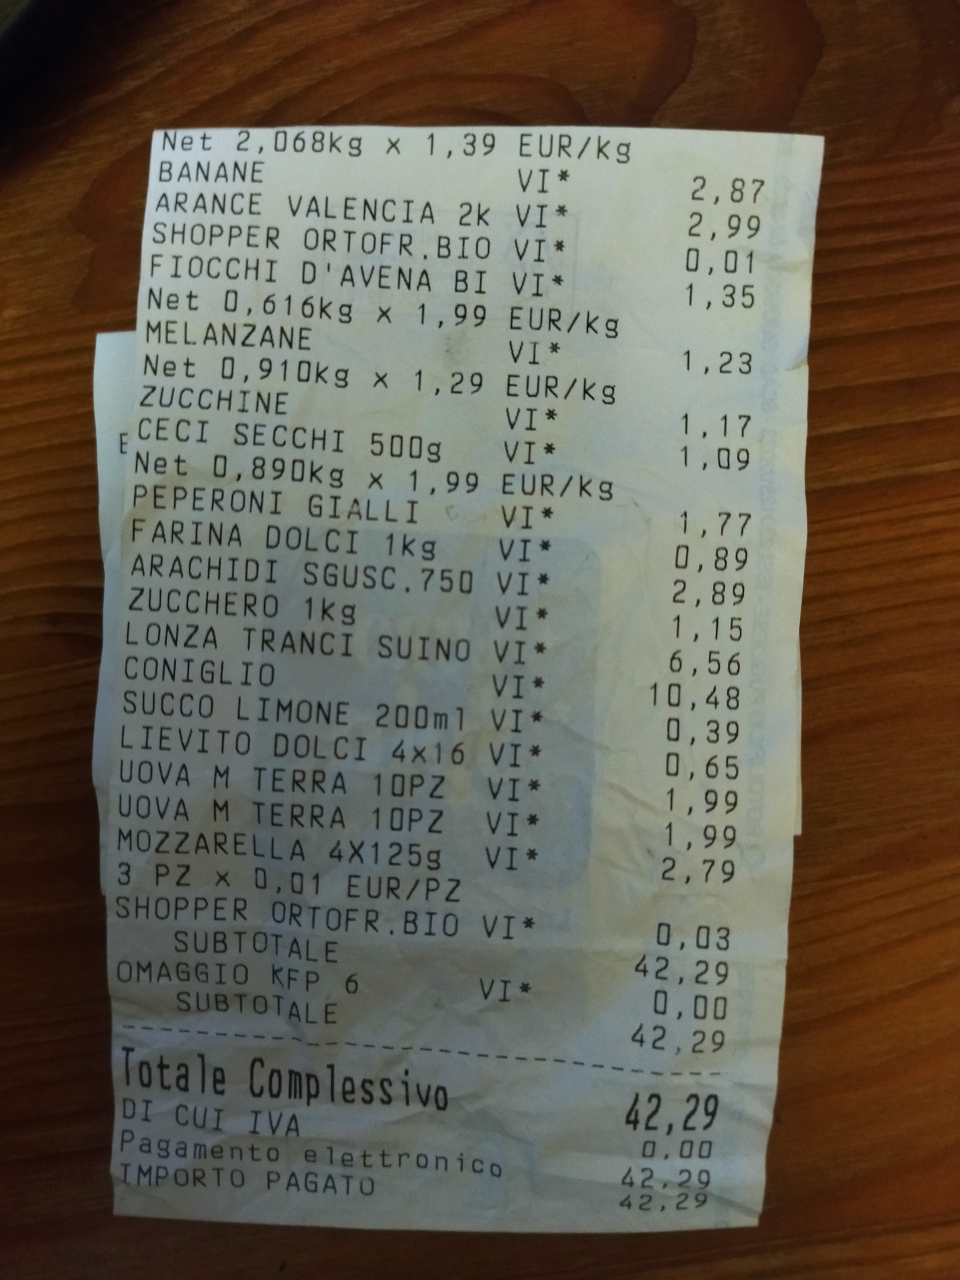 Net 2,068kg x 1,39 EUR/kg
BANANE VI* 2,87
ARANCE VALENCIA 2k VI* 2,99
SHOPPER ORTOFR.BIO VI* 0,01
FIOCCHI D'AVENA BI VI* 1,35
Net 0,616kg x 1,99 EUR/kg
MELANZANE VI* 1,23
Net 0,910kg x 1,29 EUR/kg
ZUCCHINE VI* 1,17
CECI SECCHI 500g VI* 1,09
Net 0,890kg x 1,99 EUR/kg
PEPERONI GIALLI VI* 1,77
FARINA DOLCI 1kg VI* 0,89
ARACHIDI SGUSC.750 VI* 2,89
ZUCCHERO 1kg VI* 1,15
LONZA TRANCI SUINO VI* 6,56
CONIGLIO VI* 10,48
SUCCO LIMONE 200ml VI* 0,39
LIEVITO DOLCI 4x16 VI* 0,65
UOVA M TERRA 10PZ VI* 1,99
UOVA M TERRA 10PZ VI* 1,99
MOZZARELLA 4X125g VI* 2,79
3 PZ x 0,01 EUR/PZ
SHOPPER ORTOFR.BIO VI* 0,03
SUBTOTALE 42,29
OMAGGIO KFP 6 VI* 0,00
SUBTOTALE 42,29
Totale Complessivo 42,29
DI CUI IVA 0,00
Pagamento elettronico 42,29
IMPORTO PAGATO 42,29